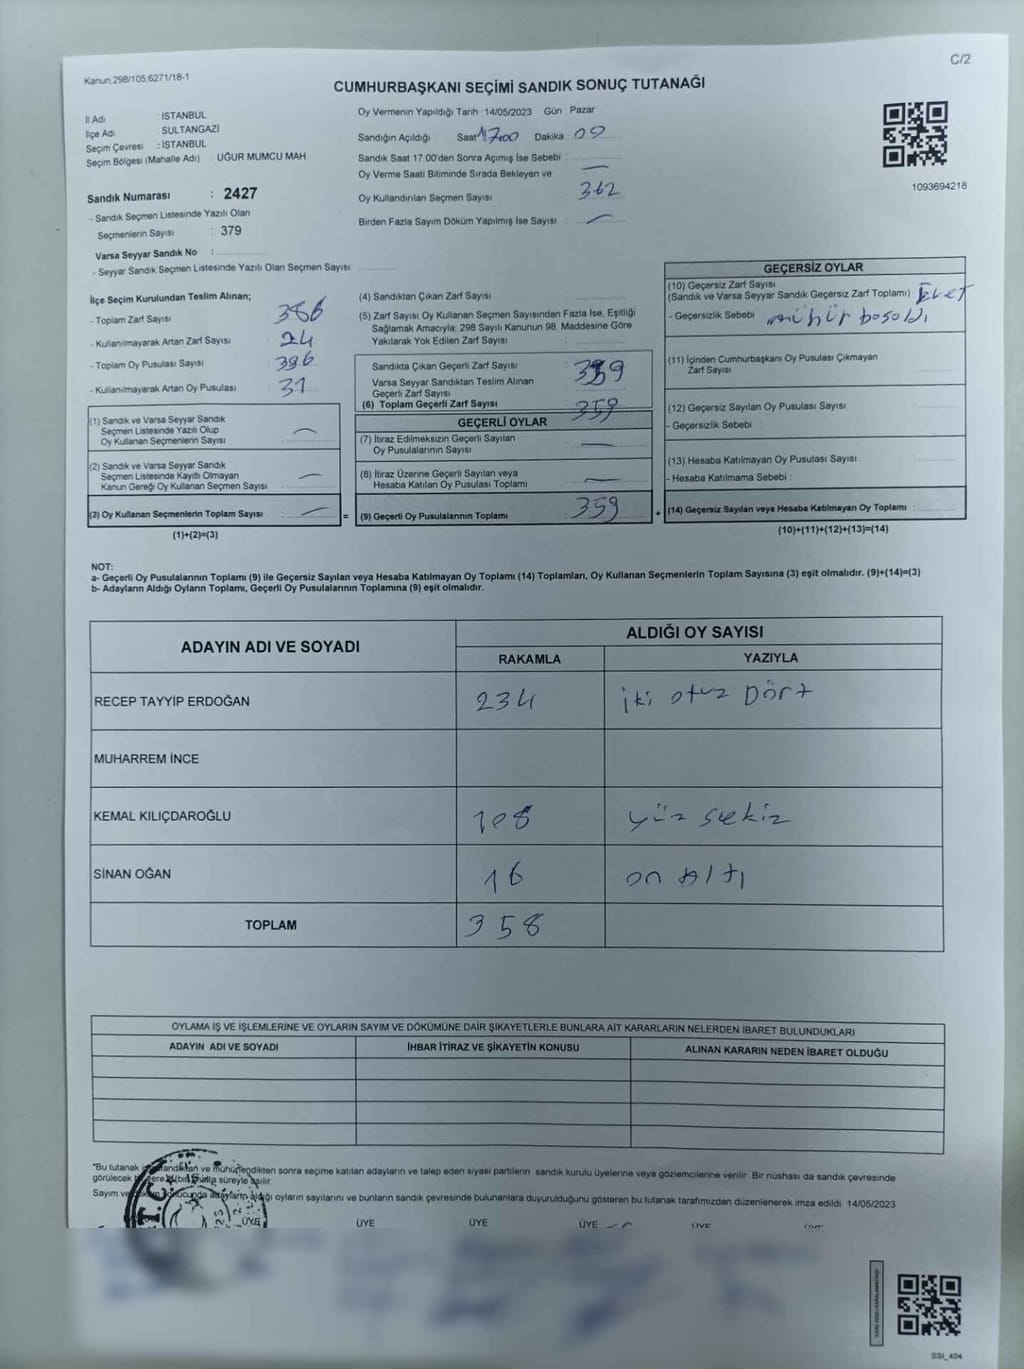 Kanun:298/105:6271/18-1
C/2
CUMHURBAŞKANI SEÇİMİ SANDIK SONUÇ TUTANAĞI
İl Adı : İSTANBUL
İlçe Adı SULTANGAZİ
Seçim Çevresi : İSTANBUL
Seçim Bölgesi (Mahalle Adı) : UĞUR MUMCU MAH.
Sandık Numarası : 2427
- Sandık Seçmen Listesinde Yazılı Olan
Seçmenlerin Sayısı : 379
Varsa Seyyar Sandık No :
- Seyyar Sandık Seçmen Listesinde Yazılı Olan Seçmen Sayısı:
Oy Vermenin Yapıldığı Tarih : 14/05/2023 Gün : Pazar
Sandığın Açıldığı Saat 17:00 Dakika 00
Sandık Saat 17.00'den Sonra Açımış İse Sebebi :
Oy Verme Saati Bitiminde Sırada Bekleyen ve
Oy Kullandırılan Seçmen Sayısı : 362
Birden Fazla Sayım Döküm Yapılmış İse Sayısı : —
1093694218
İlçe Seçim Kurulundan Teslim Alınan;
- Toplam Zarf Sayısı : 386
- Kullanılmayarak Artan Zarf Sayısı : 24
- Toplam Oy Pusulası Sayısı : 396
- Kullanılmayarak Artan Oy Pusulası : 31
(1) Sandık ve Varsa Seyyar Sandık
Seçmen Listesinde Yazılı Olup
Oy Kullanan Seçmenlerin Sayısı : —
(2) Sandık ve Varsa Seyyar Sandık
Seçmen Listesinde Kayıtlı Olmayan
Kanun Gereği Oy Kullanan Seçmen Sayısı : —
(3) Oy Kullanan Seçmenlerin Toplam Sayısı : —
(1)+(2)=(3)
=
(4) Sandıktan Çıkan Zarf Sayısı :
(5) Zarf Sayısı Oy Kullanan Seçmen Sayısından Fazla İse, Eşitliği
Sağlamak Amacıyla, 298 Sayılı Kanunun 98. Maddesine Göre
Yakılarak Yok Edilen Zarf Sayısı :
Sandıkta Çıkan Geçerli Zarf Sayısı : 359
Varsa Seyyar Sandıktan Teslim Alınan
Geçerli Zarf Sayısı :
(6) Toplam Geçerli Zarf Sayısı : 359
GEÇERLİ OYLAR
(7) İtiraz Edilmeksizin Geçerli Sayılan
Oy Pusulalarının Sayısı : —
(8) İtiraz Üzerine Geçerli Sayılan veya
Hesaba Katılan Oy Pusulası Toplamı : —
(9) Geçerli Oy Pusulalarının Toplamı : 359
+
GEÇERSİZ OYLAR
(10) Geçersiz Zarf Sayısı
(Sandık ve Varsa Seyyar Sandık Geçersiz Zarf Toplamı) : Evet
- Geçersizlik Sebebi : mühür basıldı
(11) İçinden Cumhurbaşkanı Oy Pusulası Çıkmayan
Zarf Sayısı :
(12) Geçersiz Sayılan Oy Pusulası Sayısı :
- Geçersizlik Sebebi :
(13) Hesaba Katılmayan Oy Pusulası Sayısı :
- Hesaba Katılmama Sebebi :
(14) Geçersiz Sayılan veya Hesaba Katılmayan Oy Toplamı :
(10)+(11)+(12)+(13)=(14)
NOT:
a- Geçerli Oy Pusulalarının Toplamı (9) ile Geçersiz Sayılan veya Hesaba Katılmayan Oy Toplamı (14) Toplamları, Oy Kullanan Seçmenlerin Toplam Sayısına (3) eşit olmalıdır. (9)+(14)=(3)
b- Adayların Aldığı Oyların Toplamı, Geçerli Oy Pusulalarının Toplamına (9) eşit olmalıdır.
ADAYIN ADI VE SOYADI ALDIĞI OY SAYISI
RAKAMLA YAZIYLA
RECEP TAYYİP ERDOĞAN 234 iki otuz Dört
MUHARREM İNCE
KEMAL KILIÇDAROĞLU 108 yüz sekiz
SİNAN OĞAN 16 on Altı
TOPLAM 358
OYLAMA İŞ VE İŞLEMLERİNE VE OYLARIN SAYIM VE DÖKÜMÜNE DAİR ŞİKAYETLERLE BUNLARA AİT KARARLARIN NELERDEN İBARET BULUNDUKLARI
ADAYIN ADI VE SOYADI İHBAR İTİRAZ VE ŞİKAYETİN KONUSU ALINAN KARARIN NEDEN İBARET OLDUĞU
"Bu tutanak ve mühürlendikten sonra seçime katılan adayların ve talep eden siyasi partilerin sandık kurulu üyelerine veya gözlemcilerine verilir. Bir nüshası da sandık çevresinde
görülecek hafta süreyle asılır.
Sayım ve sonucunda adayların aldığı oyların sayılarını ve bunların sandık çevresinde bulunanlara duyurulduğunu gösteren bu tutanak tarafımızdan düzenlenerek imza edildi. 14/05/2023
ÜYE ÜYE ÜYE ÜYE ÜYE ÜYE
T.C.
SSI_404